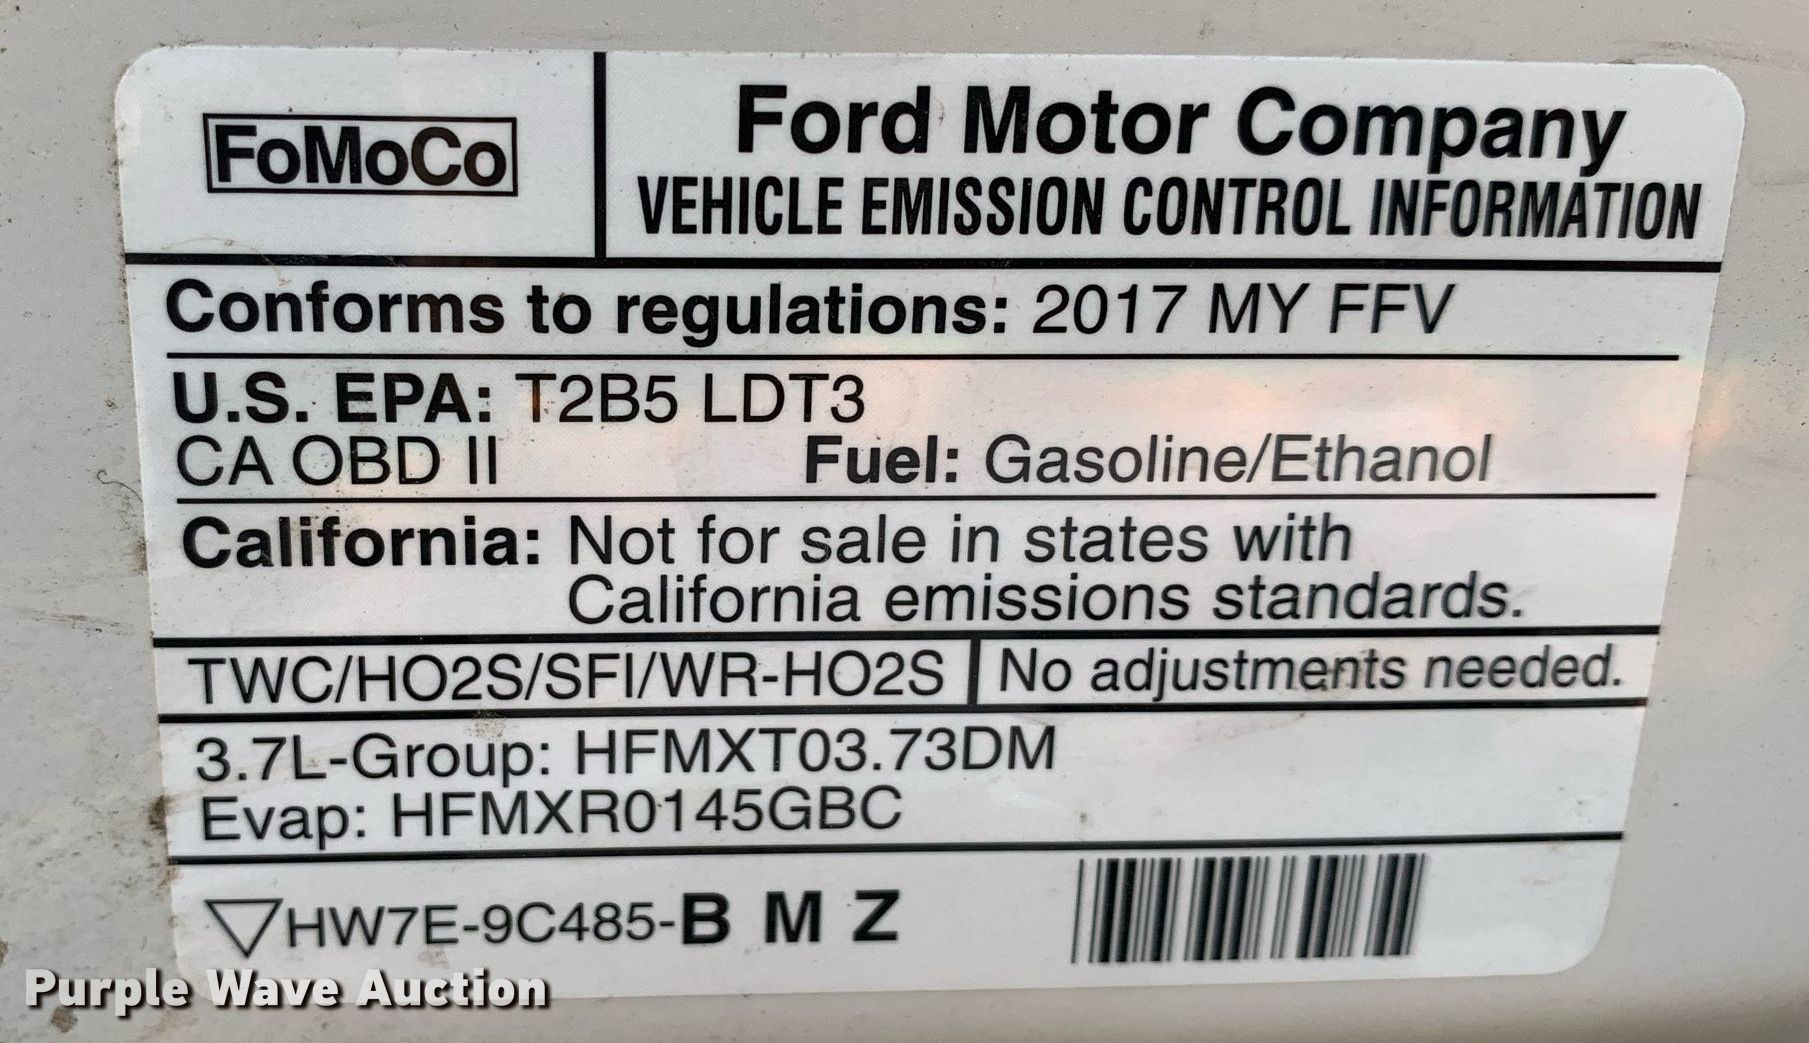 FoMoCo
Ford Motor Company
VEHICLE EMISSION CONTROL INFORMATION
Conforms to regulations: 2017 MY FFV
U.S. EPA: T2B5 LDT3
CA OBD II Fuel: Gasoline/Ethanol
California: Not for sale in states with
California emissions standards.
TWC/HO2S/SFI/WR-HO2S No adjustments needed.
3.7L-Group: HFMXT03.73DM
Evap: HFMXR0145GBC
HW7E-9C485-B M Z
Purple Wave Auction